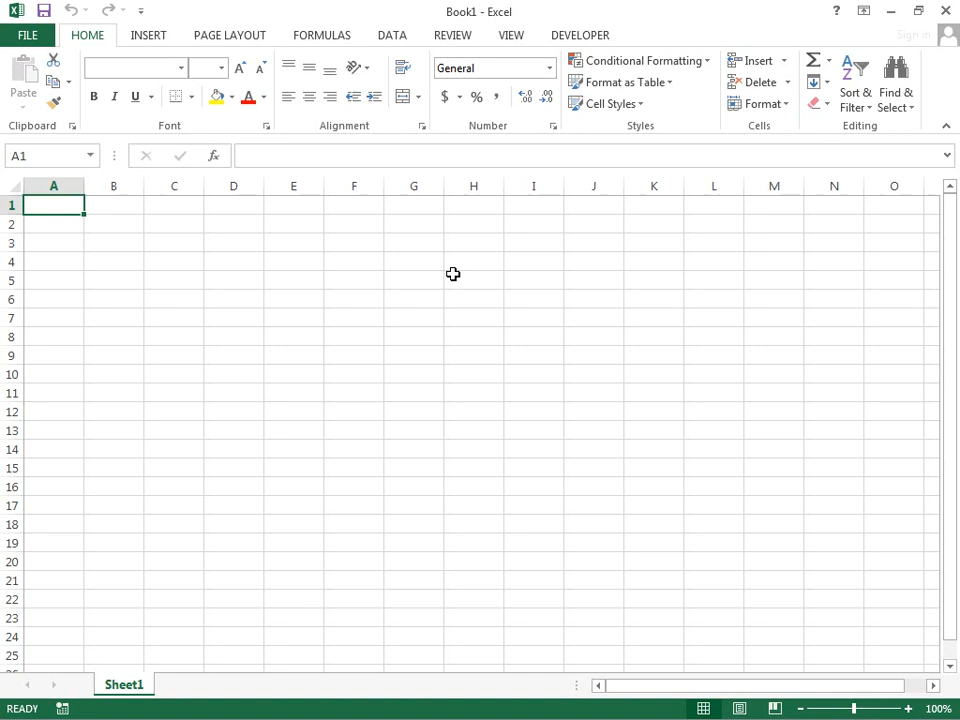 Book1 - Excel
?
FILE HOME INSERT PAGE LAYOUT FORMULAS DATA REVIEW VIEW DEVELOPER Sign in
Paste
B I U A
General
$ % ,
Conditional Formatting
Format as Table
Cell Styles
Insert
Delete
Format
Sort & Filter
Find & Select
Clipboard Font Alignment Number Styles Cells Editing
A1 fx
A B C D E F G H I J K L M N O
1
2
3
4
5
6
7
8
9
10
11
12
13
14
15
16
17
18
19
20
21
22
23
24
25
Sheet1
READY 100%